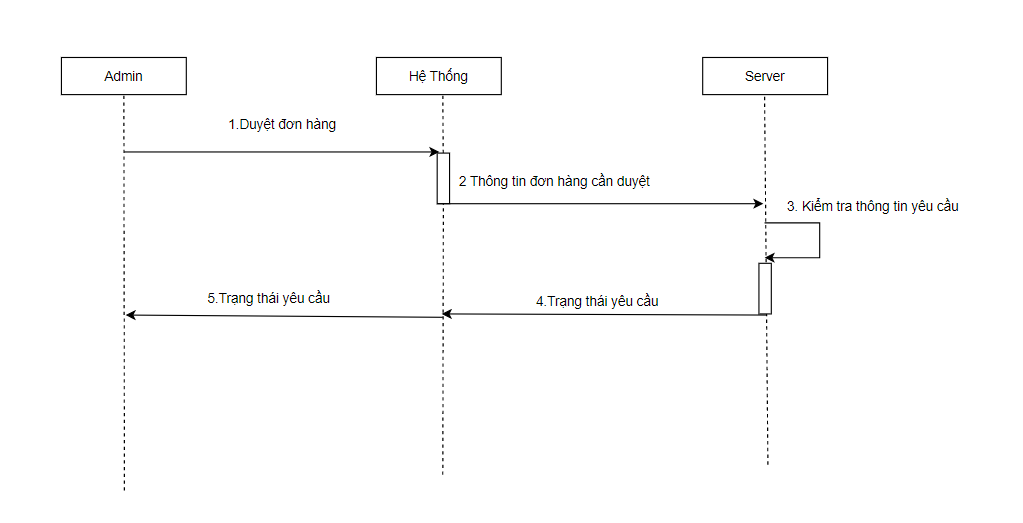 Admin
Hệ Thống
Server
1.Duyệt đơn hàng
2 Thông tin đơn hàng cần duyệt
3. Kiểm tra thông tin yêu cầu
5.Trạng thái yêu cầu
4.Trạng thái yêu cầu